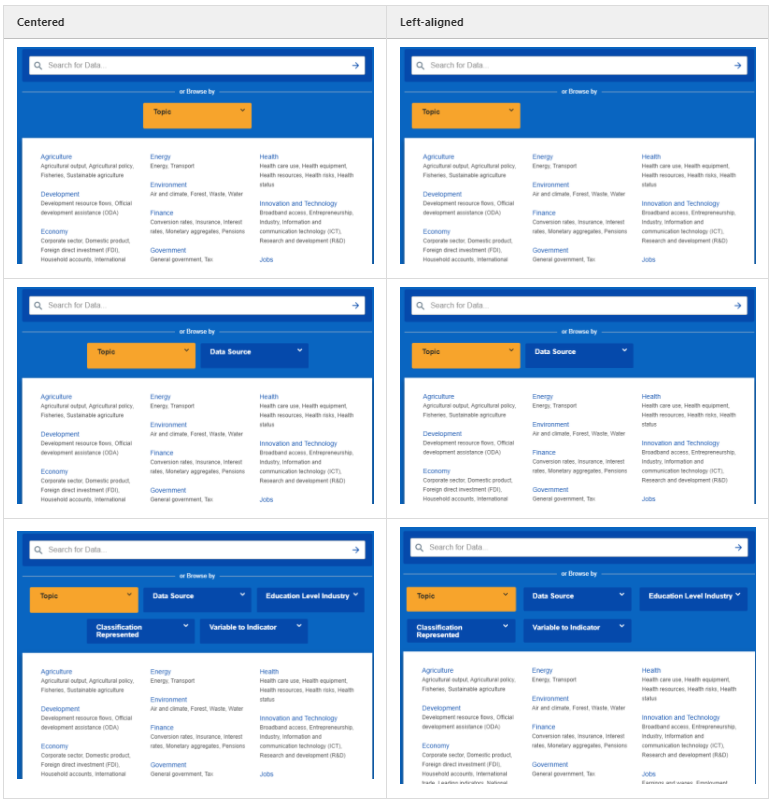 Centered
Left-aligned
Search for Data...
or Browse by
Topic
Agriculture
Agricultural output, Agricultural policy,
Fisheries, Sustainable agriculture
Development
Development resource flows, Official
development assistance (ODA)
Economy
Corporate sector, Domestic product,
Foreign direct investment (FDI),
Household accounts, International
Energy
Energy, Transport
Environment
Air and climate, Forest, Waste, Water
Finance
Conversion rates, Insurance, Interest
rates, Monetary aggregates, Pensions
Government
General government, Tax
Health
Health care use, Health equipment,
Health resources, Health risks, Health
status
Innovation and Technology
Broadband access, Entrepreneurship,
Industry, Information and
communication technology (ICT),
Research and development (R&D)
Jobs
Search for Data...
or Browse by
Topic
Agriculture
Agricultural output, Agricultural policy,
Fisheries, Sustainable agriculture
Development
Development resource flows, Official
development assistance (ODA)
Economy
Corporate sector, Domestic product,
Foreign direct investment (FDI),
Household accounts, International
Energy
Energy, Transport
Environment
Air and climate, Forest, Waste, Water
Finance
Conversion rates, Insurance, Interest
rates, Monetary aggregates, Pensions
Government
General government, Tax
Health
Health care use, Health equipment,
Health resources, Health risks, Health
status
Innovation and Technology
Broadband access, Entrepreneurship,
Industry, Information and
communication technology (ICT),
Research and development (R&D)
Jobs
Search for Data...
or Browse by
Topic
Data Source
Agriculture
Agricultural output, Agricultural policy,
Fisheries, Sustainable agriculture
Development
Development resource flows, Official
development assistance (ODA)
Economy
Corporate sector, Domestic product,
Foreign direct investment (FDI),
Household accounts, International
Energy
Energy, Transport
Environment
Air and climate, Forest, Waste, Water
Finance
Conversion rates, Insurance, Interest
rates, Monetary aggregates, Pensions
Government
General government, Tax
Health
Health care use, Health equipment,
Health resources, Health risks, Health
status
Innovation and Technology
Broadband access, Entrepreneurship,
Industry, Information and
communication technology (ICT),
Research and development (R&D)
Jobs
Search for Data...
or Browse by
Topic
Data Source
Agriculture
Agricultural output, Agricultural policy,
Fisheries, Sustainable agriculture
Development
Development resource flows, Official
development assistance (ODA)
Economy
Corporate sector, Domestic product,
Foreign direct investment (FDI),
Household accounts, International
Energy
Energy, Transport
Environment
Air and climate, Forest, Waste, Water
Finance
Conversion rates, Insurance, Interest
rates, Monetary aggregates, Pensions
Government
General government, Tax
Health
Health care use, Health equipment,
Health resources, Health risks, Health
status
Innovation and Technology
Broadband access, Entrepreneurship,
Industry, Information and
communication technology (ICT),
Research and development (R&D)
Jobs
Search for Data...
or Browse by
Topic
Data Source
Education Level Industry
Classification
Represented
Variable to Indicator
Agriculture
Agricultural output, Agricultural policy,
Fisheries, Sustainable agriculture
Development
Development resource flows, Official
development assistance (ODA)
Economy
Corporate sector, Domestic product,
Foreign direct investment (FDI),
Household accounts, International
Energy
Energy, Transport
Environment
Air and climate, Forest, Waste, Water
Finance
Conversion rates, Insurance, Interest
rates, Monetary aggregates, Pensions
Government
General government, Tax
Health
Health care use, Health equipment,
Health resources, Health risks, Health
status
Innovation and Technology
Broadband access, Entrepreneurship,
Industry, Information and
communication technology (ICT),
Research and development (R&D)
Jobs
Search for Data...
or Browse by
Topic
Data Source
Education Level Industry
Classification
Represented
Variable to Indicator
Agriculture
Agricultural output, Agricultural policy,
Fisheries, Sustainable agriculture
Development
Development resource flows, Official
development assistance (ODA)
Economy
Corporate sector, Domestic product,
Foreign direct investment (FDI),
Household accounts, International
trade, Leading indicators, National
Energy
Energy, Transport
Environment
Air and climate, Forest, Waste, Water
Finance
Conversion rates, Insurance, Interest
rates, Monetary aggregates, Pensions
Government
General government, Tax
Health
Health care use, Health equipment,
Health resources, Health risks, Health
status
Innovation and Technology
Broadband access, Entrepreneurship,
Industry, Information and
communication technology (ICT),
Research and development (R&D)
Jobs
Earnings and wages, Employment